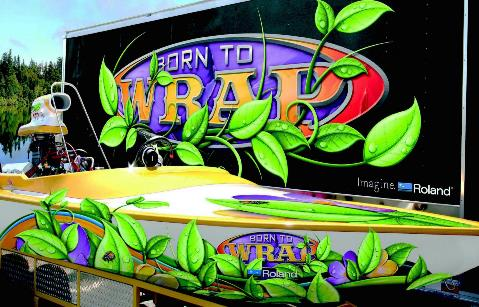 BORN TO
WRAP
Imagine. Roland
BORN TO
WRAP
Roland